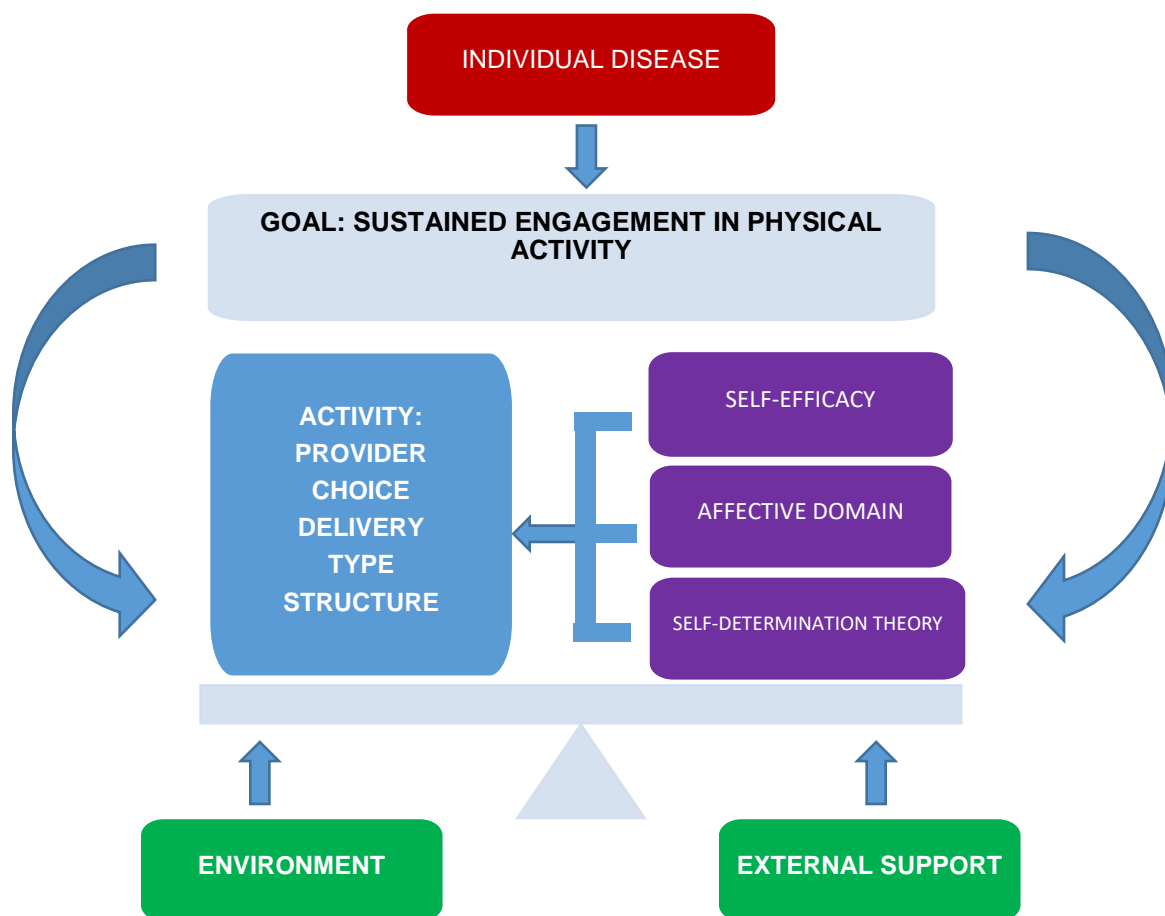 INDIVIDUAL DISEASE
GOAL: SUSTAINED ENGAGEMENT IN PHYSICAL
ACTIVITY
ACTIVITY:
PROVIDER
CHOICE
DELIVERY
TYPE
STRUCTURE
SELF-EFFICACY
AFFECTIVE DOMAIN
SELF-DETERMINATION THEORY
ENVIRONMENT
EXTERNAL SUPPORT